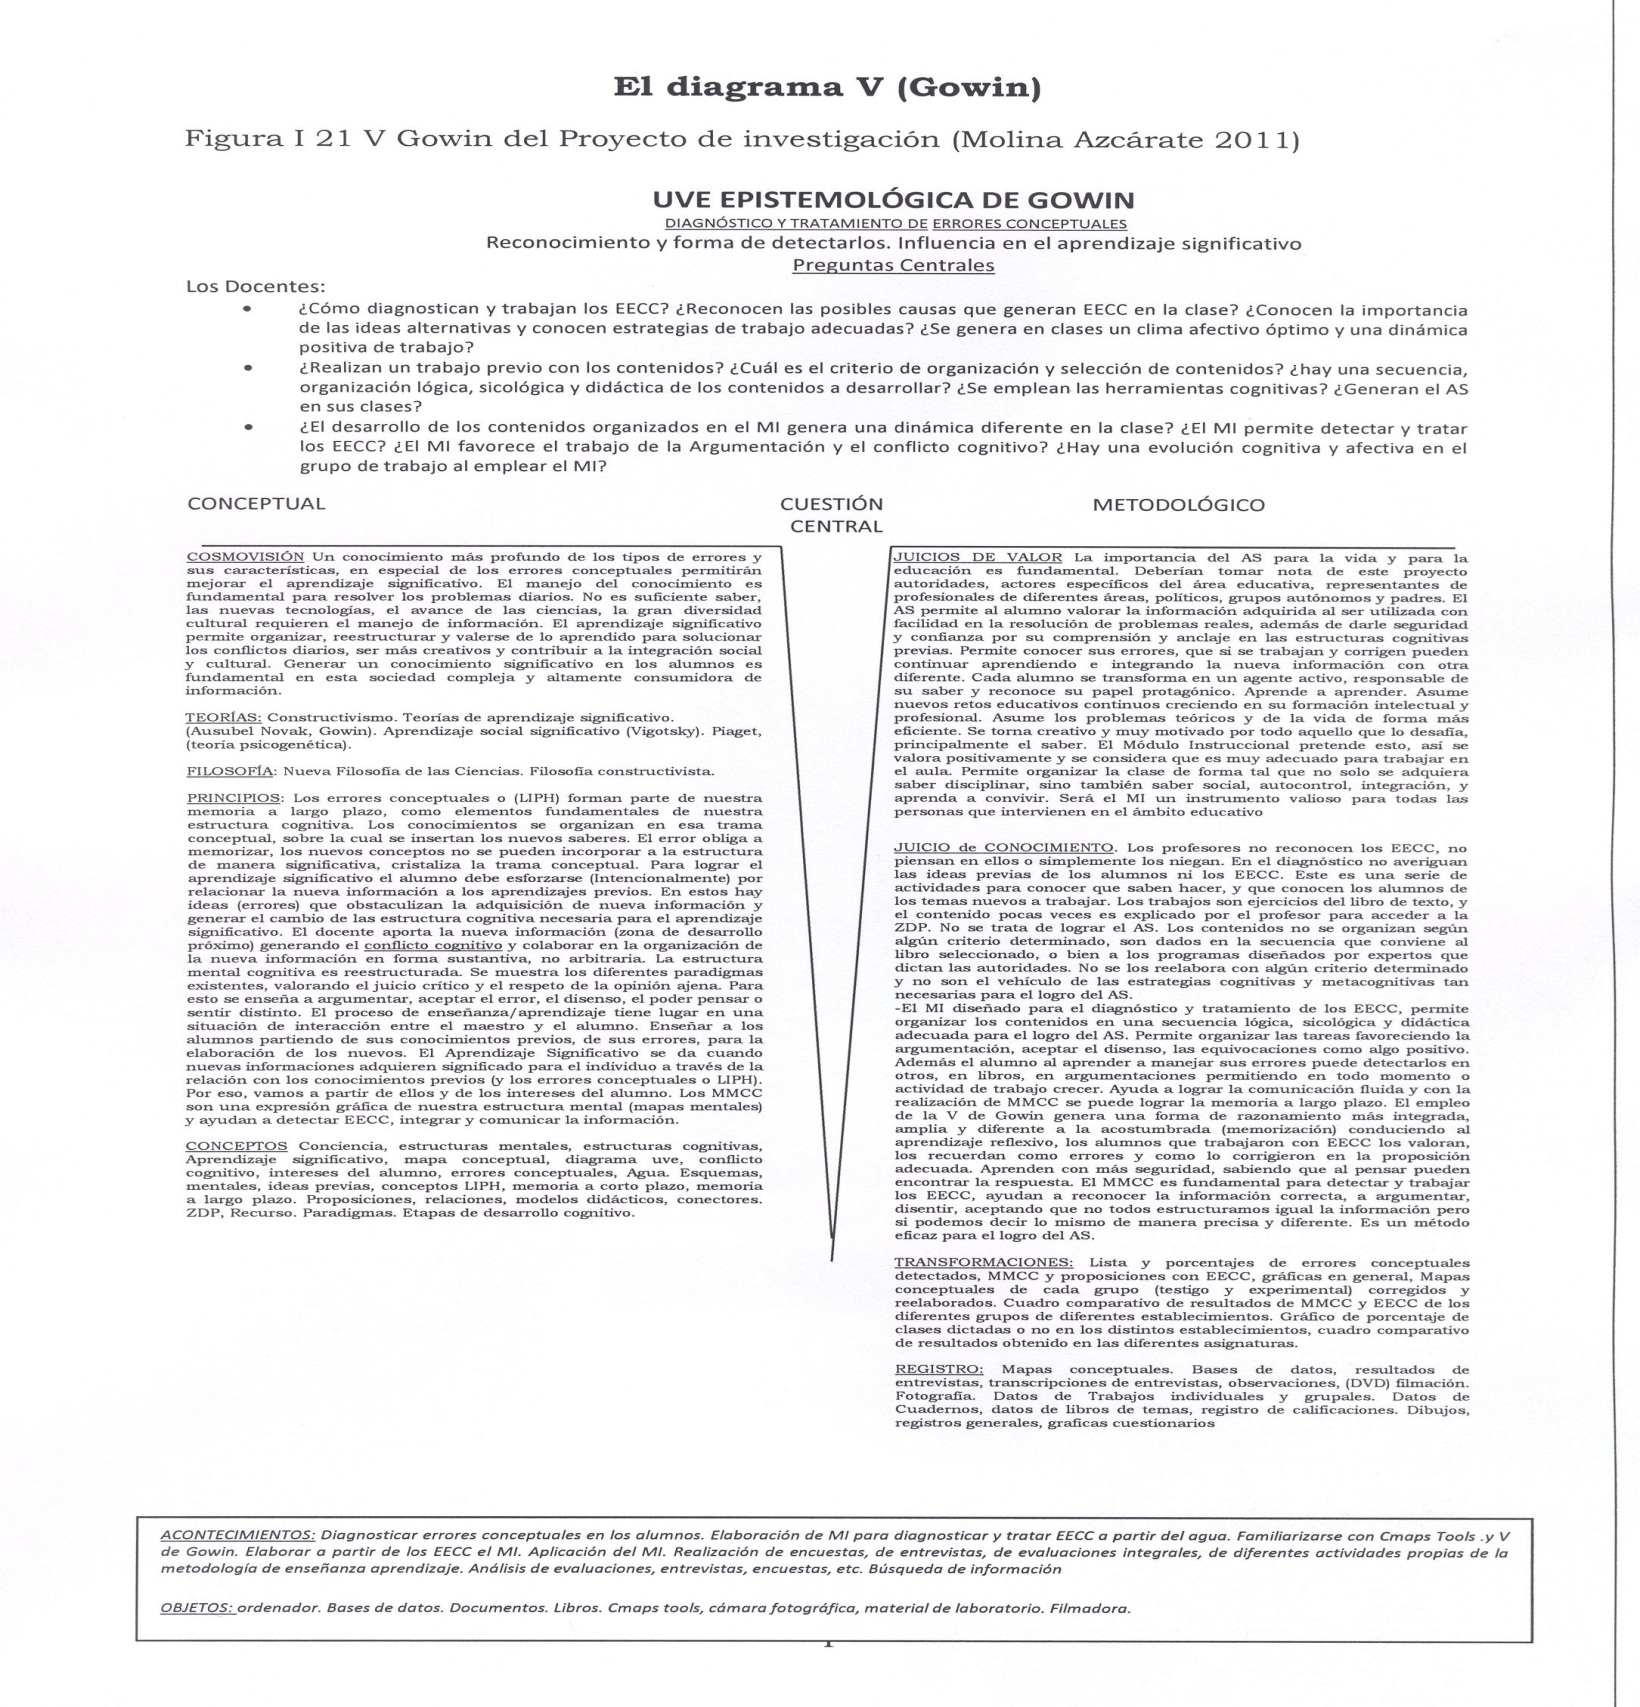 El diagrama V (Gowin)
Figura I 21 V Gowin del Proyecto de investigación (Molina Azcárate 2011)
UVE EPISTEMOLÓGICA DE GOWIN
DIAGNÓSTICO Y TRATAMIENTO DE ERRORES CONCEPTUALES
Reconocimiento y forma de detectarlos. Influencia en el aprendizaje significativo
Preguntas Centrales
Los Docentes:
• ¿Cómo diagnostican y trabajan los EECC? ¿Reconocen las posibles causas que generan EECC en la clase? ¿Conocen la importancia
de las ideas alternativas y conocen estrategias de trabajo adecuadas? ¿Se genera en clases un clima afectivo óptimo y una dinámica
positiva de trabajo?
• ¿Realizan un trabajo previo con los contenidos? ¿Cuál es el criterio de organización y selección de contenidos? ¿hay una secuencia,
organización lógica, sicológica y didáctica de los contenidos a desarrollar? ¿Se emplean las herramientas cognitivas? ¿Generan el AS
en sus clases?
• ¿El desarrollo de los contenidos organizados en el MI genera una dinámica diferente en la clase? ¿El MI permite detectar y tratar
los EECC? ¿El MI favorece el trabajo de la Argumentación y el conflicto cognitivo? ¿Hay una evolución cognitiva y afectiva en el
grupo de trabajo al emplear el MI?
CONCEPTUAL
CUESTIÓN
CENTRAL
METODOLÓGICO
COSMOVISIÓN Un conocimiento más profundo de los tipos de errores y
sus características, en especial de los errores conceptuales permitirán
mejorar el aprendizaje significativo. El manejo del conocimiento es
fundamental para resolver los problemas diarios. No es suficiente saber,
las nuevas tecnologías, el avance de las ciencias, la gran diversidad
cultural requieren el manejo de información. El aprendizaje significativo
permite organizar, reestructurar y valerse de lo aprendido para solucionar
los conflictos diarios, ser más creativos y contribuir a la integración social
y cultural. Generar un conocimiento significativo en los alumnos es
fundamental en esta sociedad compleja y altamente consumidora de
información.
TEORÍAS: Constructivismo. Teorías de aprendizaje significativo.
(Ausubel Novak, Gowin). Aprendizaje social significativo (Vigotsky). Piaget,
(teoría psicogenética).
FILOSOFÍA: Nueva Filosofía de las Ciencias. Filosofía constructivista.
PRINCIPIOS: Los errores conceptuales o (LIPH) forman parte de nuestra
memoria a largo plazo, como elementos fundamentales de nuestra
estructura cognitiva. Los conocimientos se organizan en esa trama
conceptual, sobre la cual se insertan los nuevos saberes. El error obliga a
memorizar, los nuevos conceptos no se pueden incorporar a la estructura
de manera significativa, cristaliza la trama conceptual. Para lograr el
aprendizaje significativo el alumno debe esforzarse (Intencionalmente) por
relacionar la nueva información a los aprendizajes previos. En estos hay
ideas (errores) que obstaculizan la adquisición de nueva información y
generar el cambio de las estructura cognitiva necesaria para el aprendizaje
significativo. El docente aporta la nueva información (zona de desarrollo
próximo) generando el conflicto cognitivo y colaborar en la organización de
la nueva información en forma sustantiva, no arbitraria. La estructura
mental cognitiva es reestructurada. Se muestra los diferentes paradigmas
existentes, valorando el juicio crítico y el respeto de la opinión ajena. Para
esto se enseña a argumentar, aceptar el error, el disenso, el poder pensar o
sentir distinto. El proceso de enseñanza/aprendizaje tiene lugar en una
situación de interacción entre el maestro y el alumno. Enseñar a los
alumnos partiendo de sus conocimientos previos, de sus errores, para la
elaboración de los nuevos. El Aprendizaje Significativo se da cuando
nuevas informaciones adquieren significado para el individuo a través de la
relación con los conocimientos previos (y los errores conceptuales o LIPH).
Por eso, vamos a partir de ellos y de los intereses del alumno. Los MMCC
son una expresión gráfica de nuestra estructura mental (mapas mentales)
y ayudan a detectar EECC, integrar y comunicar la información.
CONCEPTOS Conciencia, estructuras mentales, estructuras cognitivas,
Aprendizaje significativo, mapa conceptual, diagrama uve, conflicto
cognitivo, intereses del alumno, errores conceptuales, Agua. Esquemas,
mentales, ideas previas, conceptos LIPH, memoria a corto plazo, memoria
a largo plazo. Proposiciones, relaciones, modelos didácticos, conectores.
ZDP, Recurso. Paradigmas. Etapas de desarrollo cognitivo.
JUICIOS DE VALOR La importancia del AS para la vida y para la
educación es fundamental. Deberían tomar nota de este proyecto
autoridades, actores específicos del área educativa, representantes de
profesionales de diferentes áreas, políticos, grupos autónomos y padres. El
AS permite al alumno valorar la información adquirida al ser utilizada con
facilidad en la resolución de problemas reales, además de darle seguridad
y confianza por su comprensión y anclaje en las estructuras cognitivas
previas. Permite conocer sus errores, que si se trabajan y corrigen pueden
continuar aprendiendo e integrando la nueva información con otra
diferente. Cada alumno se transforma en un agente activo, responsable de
su saber y reconoce su papel protagónico. Aprende a aprender. Asume
nuevos retos educativos continuos creciendo en su formación intelectual y
profesional. Asume los problemas teóricos y de la vida de forma más
eficiente. Se torna creativo y muy motivado por todo aquello que lo desafía,
principalmente el saber. El Módulo Instruccional pretende esto, así se
valora positivamente y se considera que es muy adecuado para trabajar en
el aula. Permite organizar la clase de forma tal que no solo se adquiera
saber disciplinar, sino también saber social, autocontrol, integración, y
aprenda a convivir. Será el MI un instrumento valioso para todas las
personas que intervienen en el ámbito educativo
JUICIO de CONOCIMIENTO. Los profesores no reconocen los EECC, no
piensan en ellos o simplemente los niegan. En el diagnóstico no averiguan
las ideas previas de los alumnos ni los EECC. Este es una serie de
actividades para conocer que saben hacer, y que conocen los alumnos de
los temas nuevos a trabajar. Los trabajos son ejercicios del libro de texto, y
el contenido pocas veces es explicado por el profesor para acceder a la
ZDP. No se trata de lograr el AS. Los contenidos no se organizan según
algún criterio determinado, son dados en la secuencia que conviene al
libro seleccionado, o bien a los programas diseñados por expertos que
dictan las autoridades. No se los reelabora con algún criterio determinado
y no son el vehículo de las estrategias cognitivas y metacognitivas tan
necesarias para el logro del AS.
-El MI diseñado para el diagnóstico y tratamiento de los EECC, permite
organizar los contenidos en una secuencia lógica, sicológica y didáctica
adecuada para el logro del AS. Permite organizar las tareas favoreciendo la
argumentación, aceptar el disenso, las equivocaciones como algo positivo.
Además el alumno al aprender a manejar sus errores puede detectarlos en
otros, en libros, en argumentaciones permitiendo en todo momento o
actividad de trabajo crecer. Ayuda a lograr la comunicación fluida y con la
realización de MMCC se puede lograr la memoria a largo plazo. El empleo
de la V de Gowin genera una forma de razonamiento más integrada,
amplia y diferente a la acostumbrada (memorización) conduciendo al
aprendizaje reflexivo, los alumnos que trabajaron con EECC los valoran,
los recuerdan como errores y como lo corrigieron en la proposición
adecuada. Aprenden con más seguridad, sabiendo que al pensar pueden
encontrar la respuesta. El MMCC es fundamental para detectar y trabajar
los EECC, ayudan a reconocer la información correcta, a argumentar,
disentir, aceptando que no todos estructuramos igual la información pero
si podemos decir lo mismo de manera precisa y diferente. Es un método
eficaz para el logro del AS.
TRANSFORMACIONES: Lista y porcentajes de errores conceptuales
detectados, MMCC y proposiciones con EECC, gráficas en general, Mapas
conceptuales de cada grupo (testigo y experimental) corregidos y
reelaborados. Cuadro comparativo de resultados de MMCC y EECC de los
diferentes grupos de diferentes establecimientos. Gráfico de porcentaje de
clases dictadas o no en los distintos establecimientos, cuadro comparativo
de resultados obtenido en las diferentes asignaturas.
REGISTRO: Mapas conceptuales. Bases de datos, resultados de
entrevistas, transcripciones de entrevistas, observaciones, (DVD) filmación.
Fotografía. Datos de Trabajos individuales y grupales. Datos de
Cuadernos, datos de libros de temas, registro de calificaciones. Dibujos,
registros generales, graficas cuestionarios
ACONTECIMIENTOS: Diagnosticar errores conceptuales en los alumnos. Elaboración de MI para diagnosticar y tratar EECC a partir del agua. Familiarizarse con Cmaps Tools .y V
de Gowin. Elaborar a partir de los EECC el MI. Aplicación del MI. Realización de encuestas, de entrevistas, de evaluaciones integrales, de diferentes actividades propias de la
metodología de enseñanza aprendizaje. Análisis de evaluaciones, entrevistas, encuestas, etc. Búsqueda de información
OBJETOS: ordenador. Bases de datos. Documentos. Libros. Cmaps tools, cámara fotográfica, material de laboratorio. Filmadora.